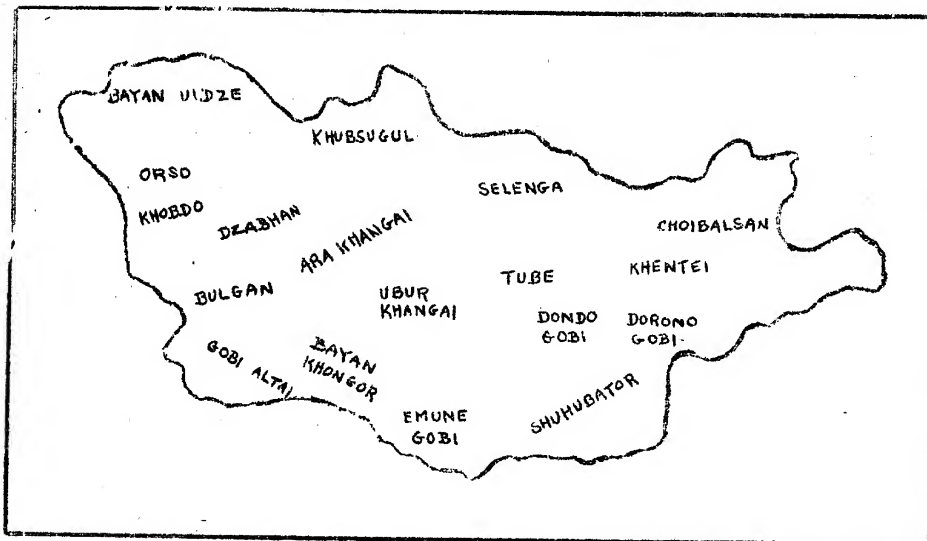 BAYAN ULDZE
KHUBSUGUL
ORSO
SELENGA
KHOBDO
DZABHAN
ARA KHANGAI
CHOIBALSAN
KHENTEI
TUBE
BULGAN
UBUR
KHANGAI
DONDO
GOBI
DORONO
GOBI
GOBI ALTAI
BAYAN
KHONGOR
SHUHUBATOR
EMUNE
GOBI